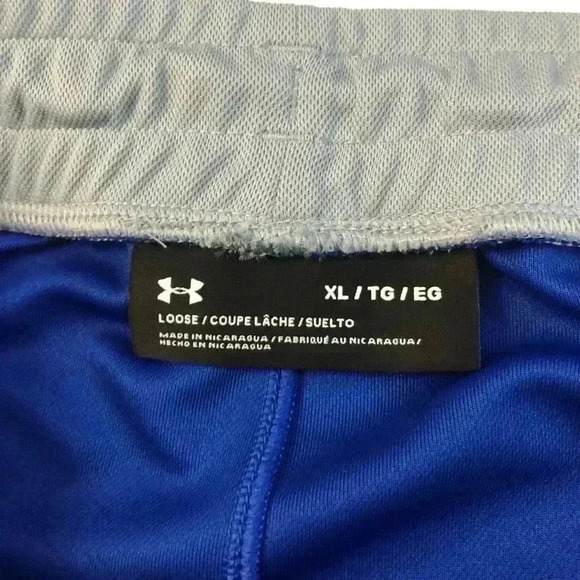 XL / TG / EG
LOOSE / COUPE LÂCHE / SUELTO
MADE IN NICARAGUA / FABRIQUÉ AU NICARAGUA /
HECHO EN NICARAGUA